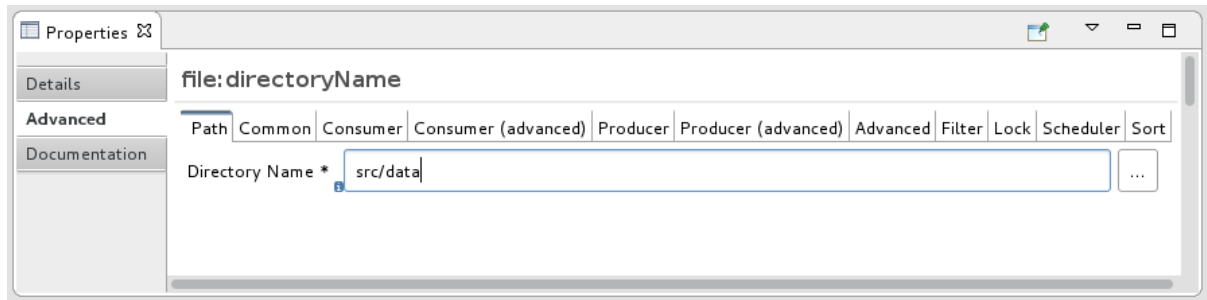 Properties
Details
Advanced
Documentation
file:directoryName
Path Common Consumer Consumer (advanced) Producer Producer (advanced) Advanced Filter Lock Scheduler Sort
Directory Name * src/data ...